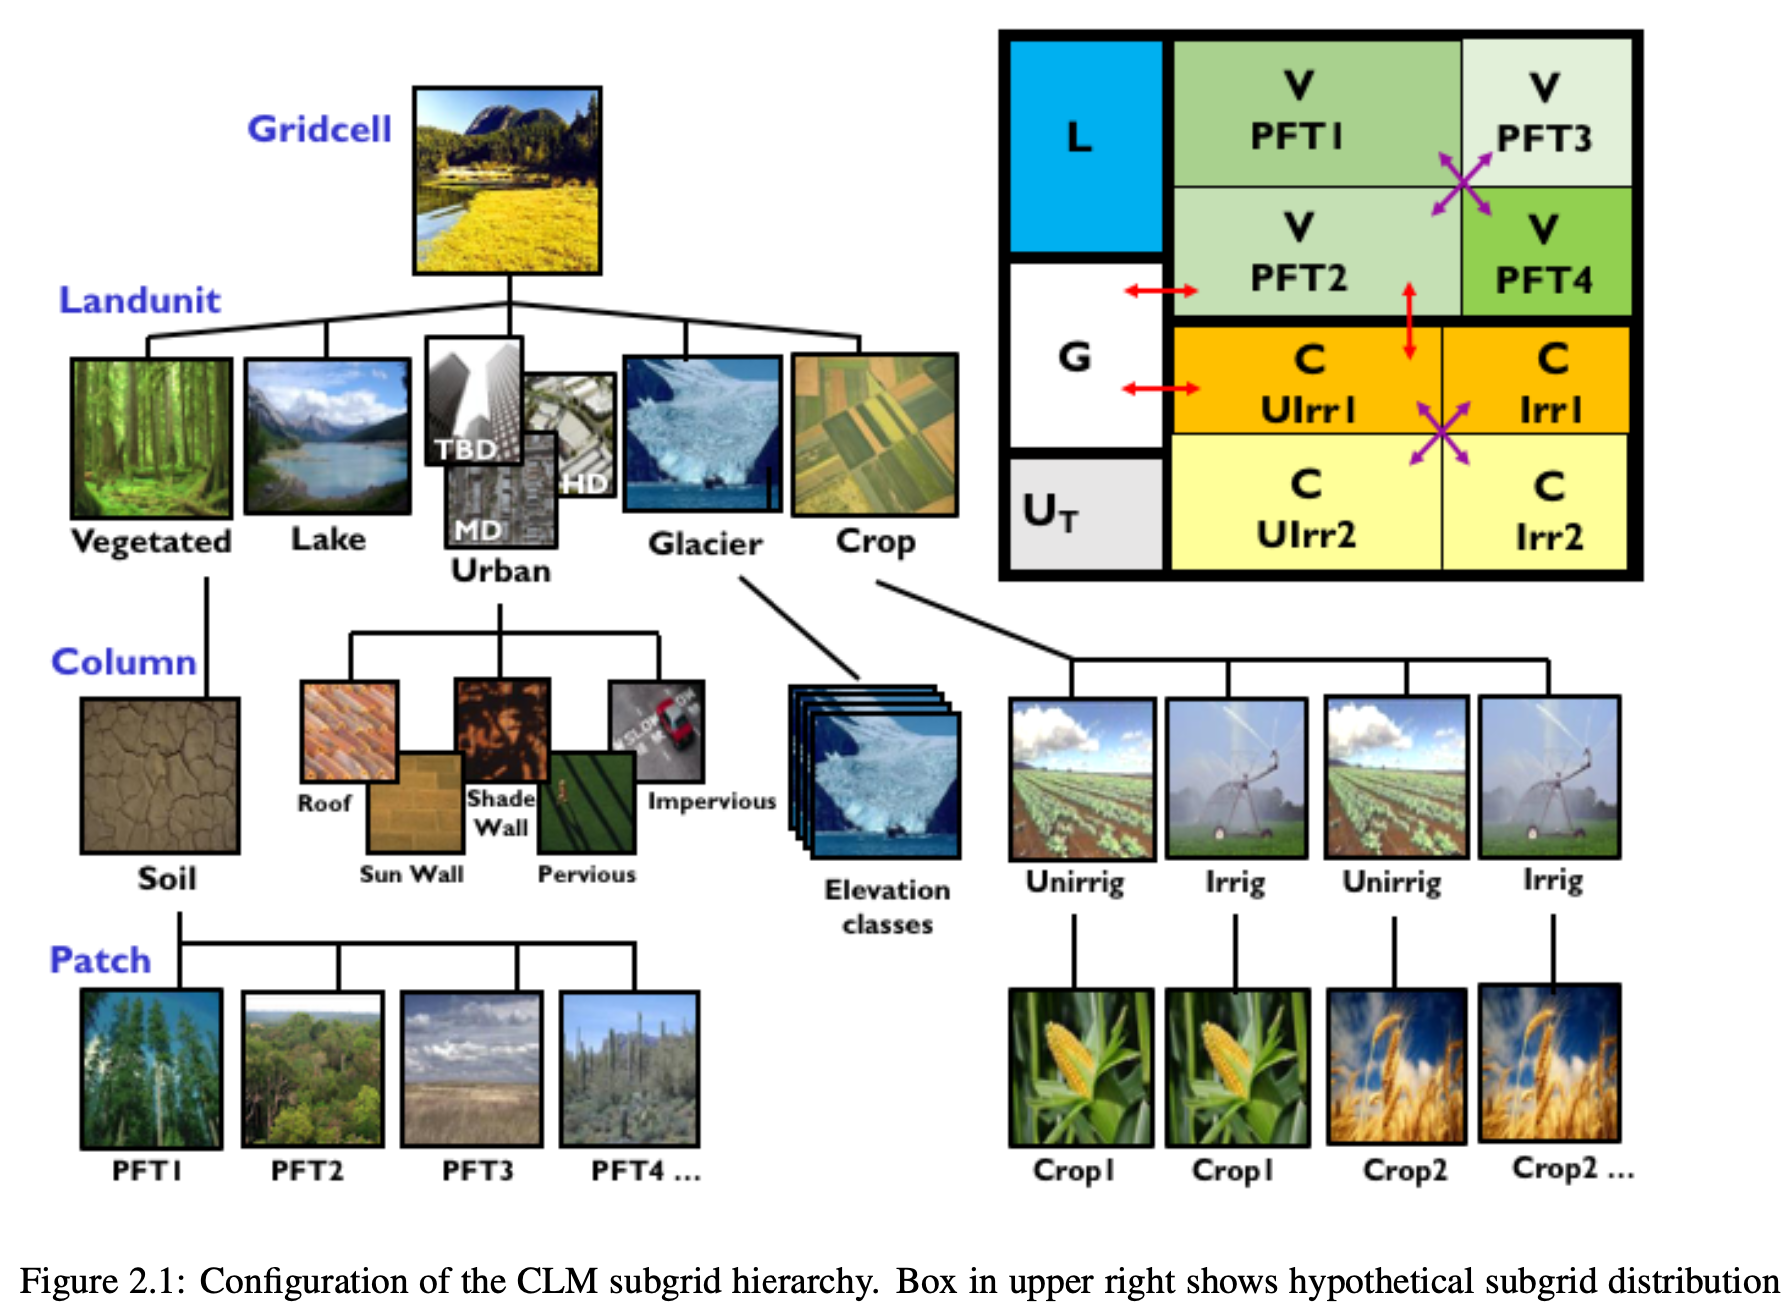 Gridcell
Landunit
TBD
HD
MD
Vegetated
Lake
Urban
Glacier
Crop
L
G
UT
V
PFT1
V
PFT3
V
PFT2
V
PFT4
C
UIrr1
C
Irr1
C
UIrr2
C
Irr2
Column
Soil
Roof
Sun Wall
Shade
Wall
Pervious
SLOW
Impervious
Elevation
classes
Unirrig
Irrig
Unirrig
Irrig
Patch
PFT1
PFT2
PFT3
PFT4 ...
Crop1
Crop1
Crop2
Crop2 ...
Figure 2.1: Configuration of the CLM subgrid hierarchy. Box in upper right shows hypothetical subgrid distribution